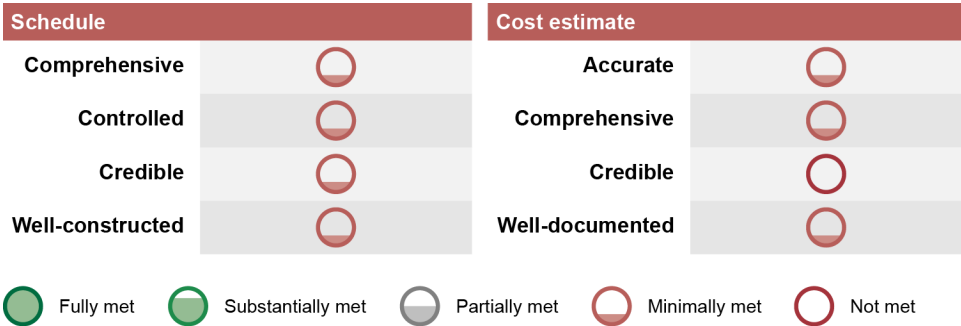 Schedule
Comprehensive
Controlled
Credible
Well-constructed
Cost estimate
Accurate
Comprehensive
Credible
Well-documented
Fully met
Substantially met
Partially met
Minimally met
Not met